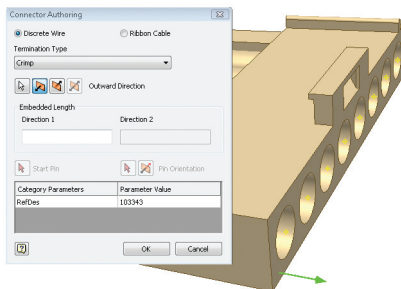 Connector Authoring
Discrete Wire Ribbon Cable
Termination Type
Crimp
Outward Direction
Embedded Length
Direction 1 Direction 2
Start Pin Pin Orientation
Category Parameters Parameter Value
RefDes 103343
OK Cancel